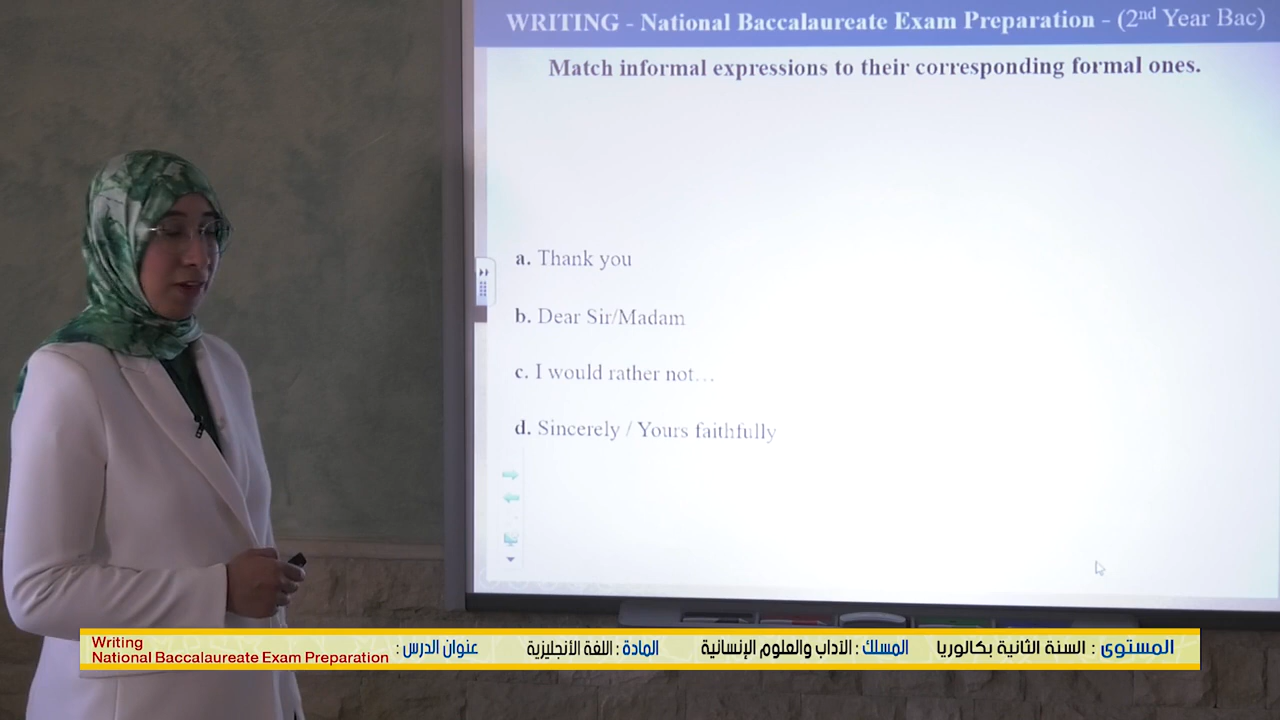 WRITING - National Baccalaureate Exam Preparation - (2nd Year Bac)
Match informal expressions to their corresponding formal ones.
a. Thank you
b. Dear Sir/Madam
c. I would rather not…
d. Sincerely / Yours faithfully
المستوى : السنة الثانية بكالوريا المسلك : الآداب والعلوم الإنسانية المادة : اللغة الأنجليزية عنوان الدرس :
Writing
National Baccalaureate Exam Preparation